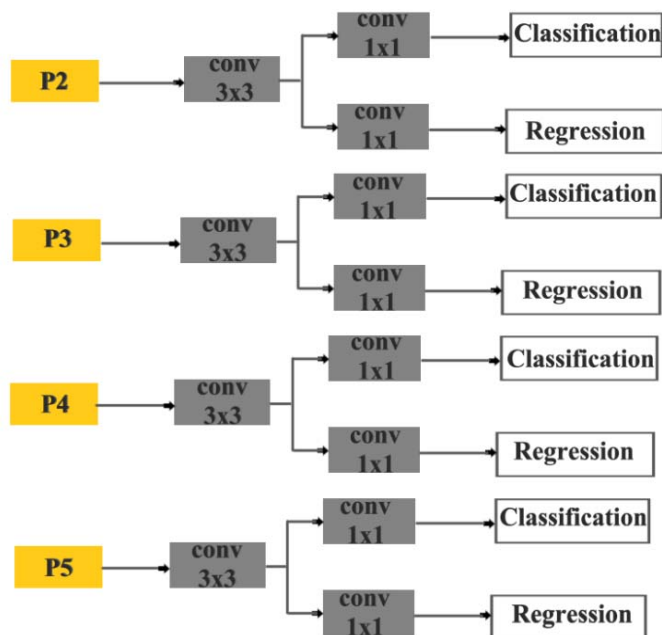 conv
1x1
Classification
P2
conv
3x3
conv
1x1
Regression
conv
1x1
Classification
P3
conv
3x3
conv
1x1
Regression
conv
1x1
Classification
P4
conv
3x3
conv
1x1
Regression
conv
1x1
Classification
P5
conv
3x3
conv
1x1
Regression